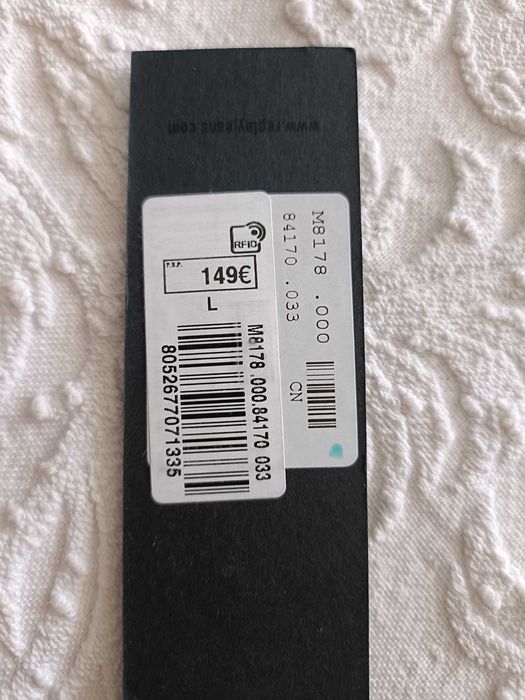 www.replayjeans.com
RFID
P.V.P.
149€
L
M8178 .000.84170 033
8052677071335
M8178 .000
84170 .033
CN